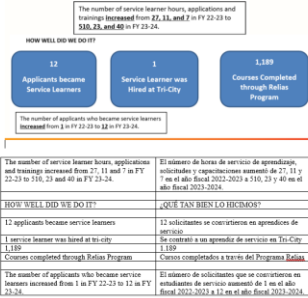 The number of service learner hours, applications and
trainings increased from 27, 11, and 7 in FY 22-23 to
510, 23, and 40 in FY 23-24.
HOW WELL DID WE DO IT?
12
Applicants became
Service Learners
1
Service Learner was
Hired at Tri-City
1,189
Courses Completed
through Relias
Program
The number of applicants who became service learners
increased from 1 in FY 22-23 to 12 in FY 23-24.
The number of service learner hours, applications
and trainings increased from 27, 11 and 7 in FY
22-23 to 510, 23 and 40 in FY 23-24.
El número de horas de servicio de aprendizaje,
solicitudes y capacitaciones aumentó de 27, 11 y
7 en el año fiscal 2022-2023 a 510, 23 y 40 en el
año fiscal 2023-2024.
HOW WELL DID WE DO IT?
¿QUÉ TAN BIEN LO HICIMOS?
12 applicants became service learners
12 solicitantes se convirtieron en aprendices de
servicio
1 service learner was hired at tri-city
Se contrató a un aprendiz de servicio en Tri-City
1,189
1,189
Courses completed through Relias Program
Cursos completados a través del Programa Relias
The number of applicants who became service
learners increased from 1 in FY 22-23 to 12 in FY
23-24.
El número de solicitantes que se convirtieron en
estudiantes de servicio aumentó de 1 en el año
fiscal 2022-2023 a 12 en el año fiscal 2023-2024.